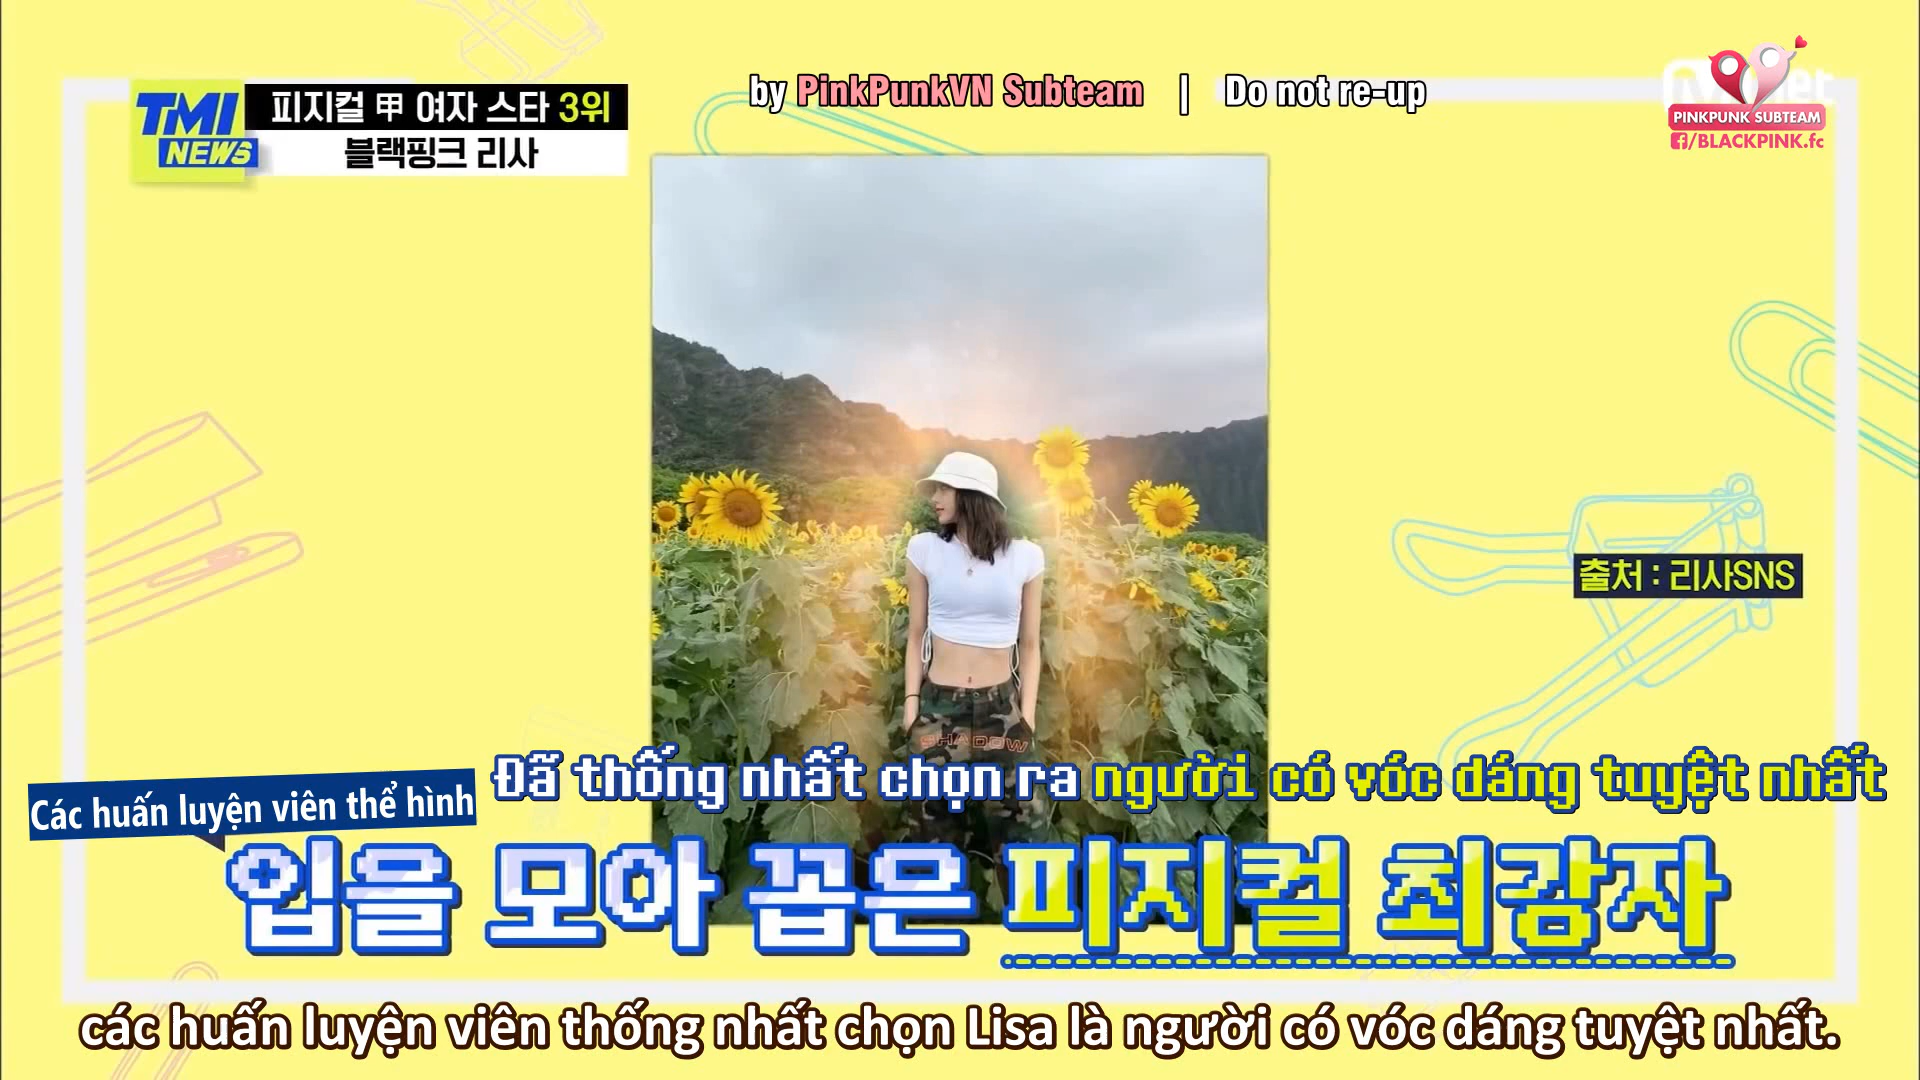 by PinkPunkVN Subteam | Do not re-up
TMI NEWS
피지컬 甲 여자 스타 3위
블랙핑크 리사
PINKPUNK SUBTEAM
f/BLACKPINK.fc
출처 : 리사SNS
SHADOW
Đã thống nhất chọn ra người có vóc dáng tuyệt nhất
Các huấn luyện viên thể hình
입을 모아 꼽은 피지컬 최강자
các huấn luyện viên thống nhất chọn Lisa là người có vóc dáng tuyệt nhất.